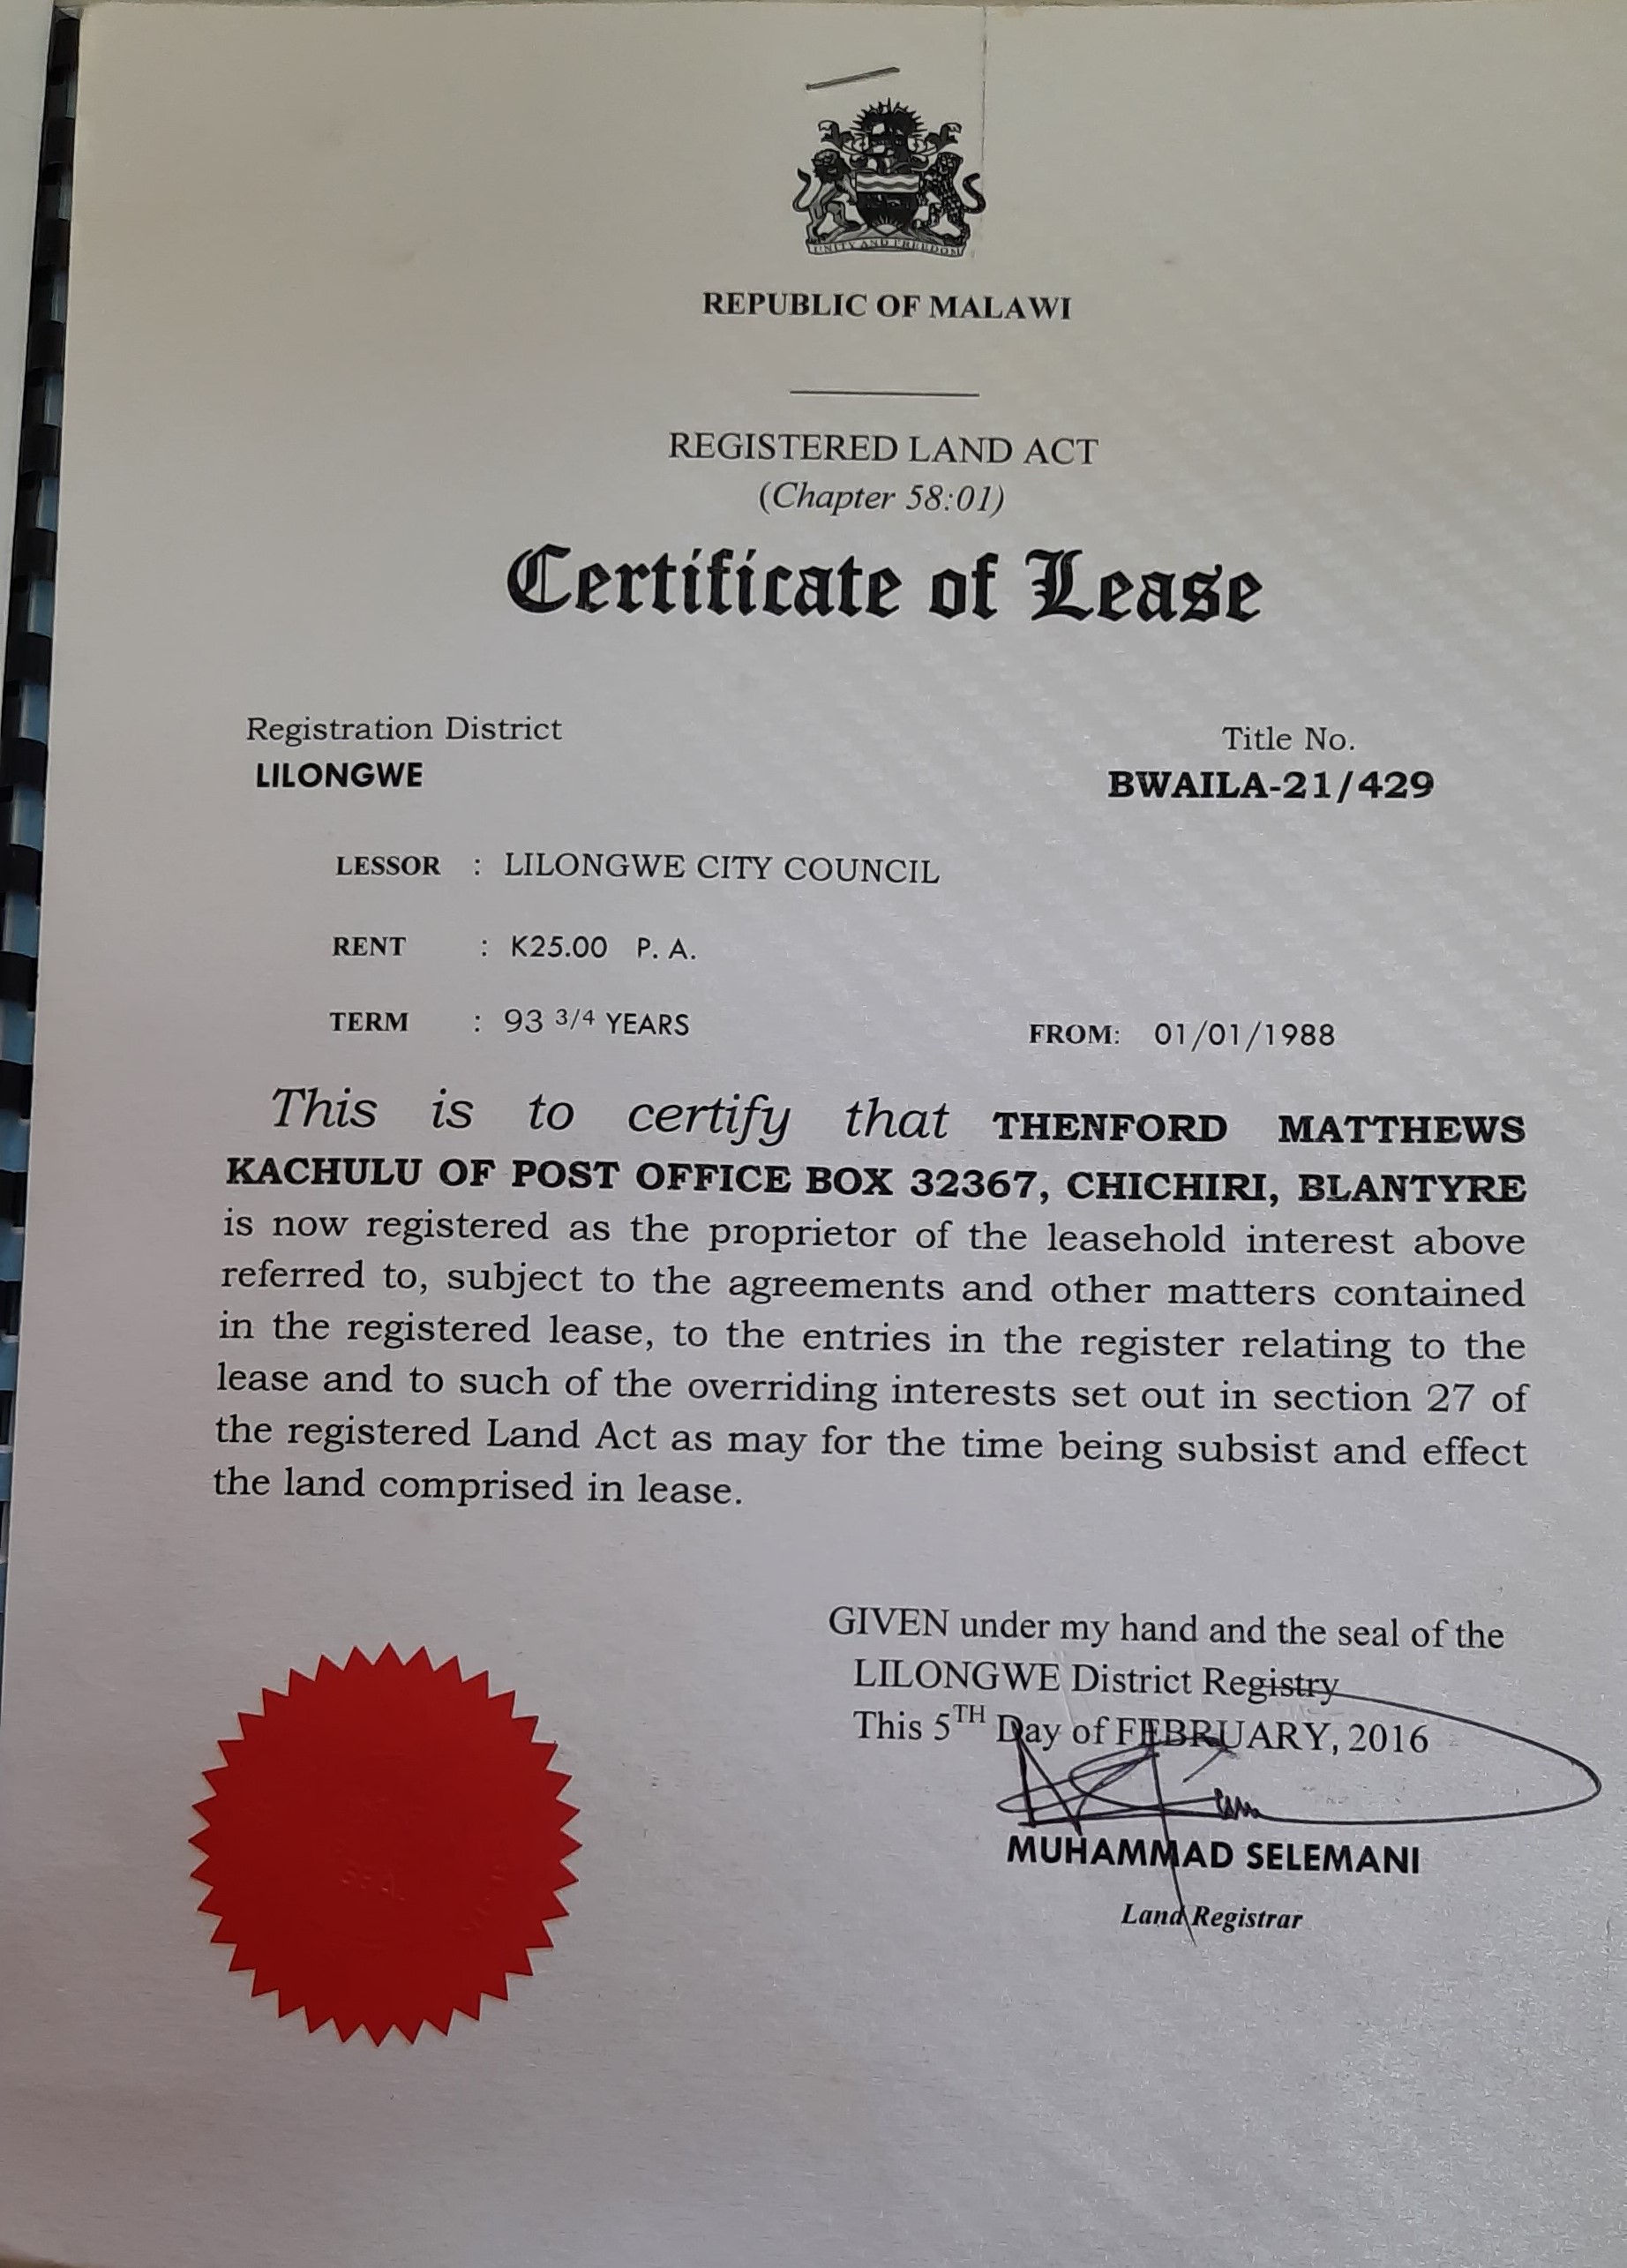 UNITY AND FREEDOM
REPUBLIC OF MALAWI
REGISTERED LAND ACT
(Chapter 58:01)
Certificate of Lease
Registration District
Title No.
LILONGWE
BWAILA-21/429
LESSOR : LILONGWE CITY COUNCIL
RENT : K25.00 P. A.
TERM : 93 3/4 YEARS FROM: 01/01/1988
This is to certify that THENFORD MATTHEWS
KACHULU OF POST OFFICE BOX 32367, CHICHIRI, BLANTYRE
is now registered as the proprietor of the leasehold interest above
referred to, subject to the agreements and other matters contained
in the registered lease, to the entries in the register relating to the
lease and to such of the overriding interests set out in section 27 of
the registered Land Act as may for the time being subsist and effect
the land comprised in lease.
GIVEN under my hand and the seal of the
LILONGWE District Registry
This 5TH Day of FEBRUARY, 2016
MUHAMMAD SELEMANI
Land Registrar